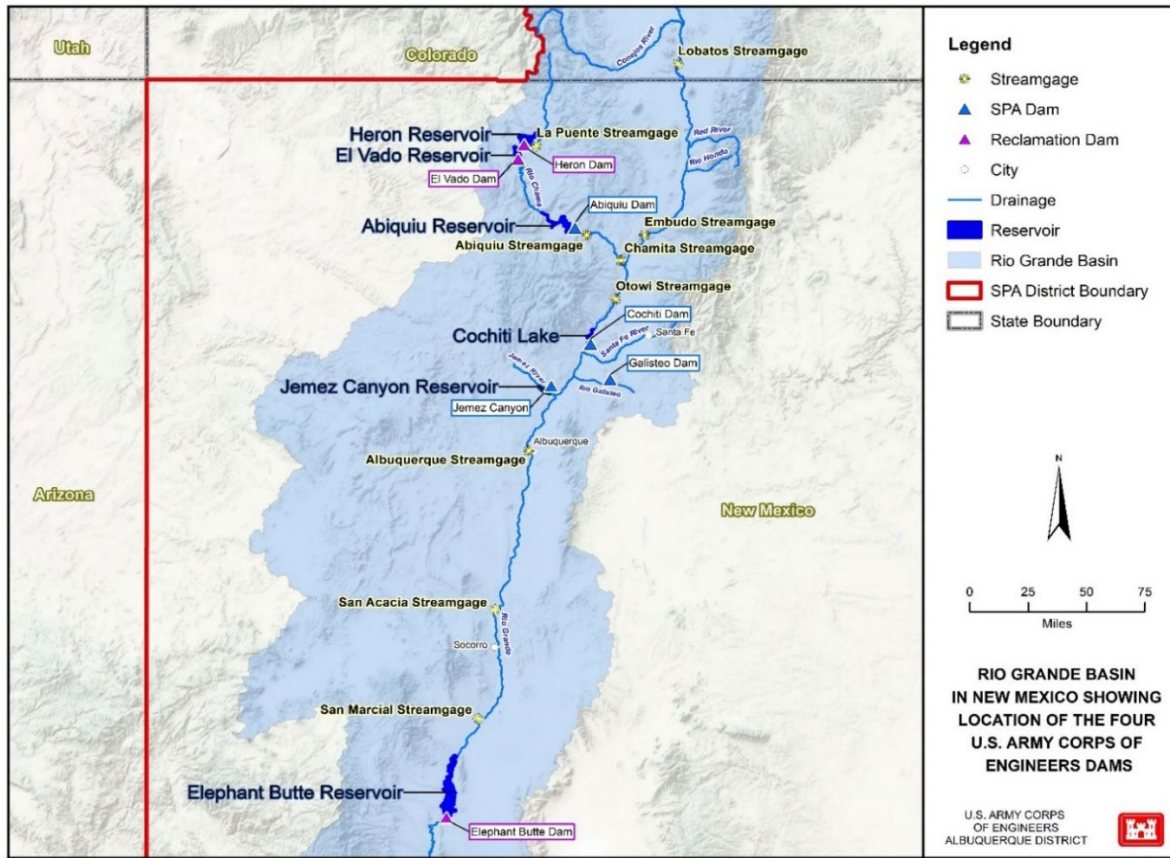 Utah
Colorado
Conejos River
Lobatos Streamgage
Heron Reservoir
La Puente Streamgage
Red River
El Vado Reservoir
Heron Dam
Rio Hondo
El Vado Dam
Rio Chama
Abiquiu Dam
Abiquiu Reservoir
Embudo Streamgage
Abiquiu Streamgage
Chamita Streamgage
Otowi Streamgage
Cochiti Dam
Cochiti Lake
Santa Fe River
Santa Fe
Jemez River
Galisteo Dam
Jemez Canyon Reservoir
Rio Galisteo
Jemez Canyon
Albuquerque
Albuquerque Streamgage
Arizona
New Mexico
San Acacia Streamgage
Rio Grande
Socorro
San Marcial Streamgage
Elephant Butte Reservoir
Elephant Butte Dam
Legend
Streamgage
SPA Dam
Reclamation Dam
City
Drainage
Reservoir
Rio Grande Basin
SPA District Boundary
State Boundary
N
0 25 50 75
Miles
RIO GRANDE BASIN
IN NEW MEXICO SHOWING
LOCATION OF THE FOUR
U.S. ARMY CORPS OF
ENGINEERS DAMS
U.S. ARMY CORPS
OF ENGINEERS
ALBUQUERQUE DISTRICT